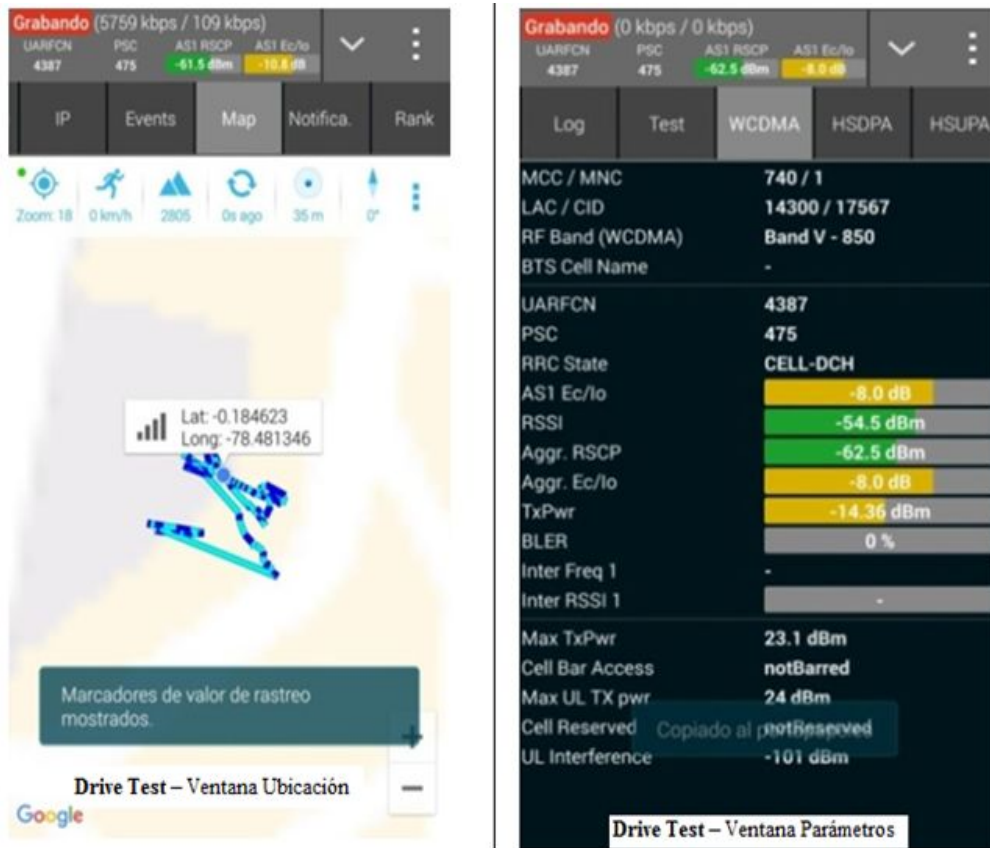 Grabando (5759 kbps / 109 kbps)
UARFCN PSC AS1 RSCP AS1 Ec/Io
4387 475 -61.5 dBm -10.8 dB
IP Events Map Notifica. Rank
Zoom: 18 0 km/h 2805 0s ago 35 m 0°
Lat: -0.184623
Long: -78.481346
Marcadores de valor de rastreo
mostrados.
+
Drive Test – Ventana Ubicación
−
Google
Grabando (0 kbps / 0 kbps)
UARFCN PSC AS1 RSCP AS1 Ec/Io
4387 475 -62.5 dBm -8.0 dB
Log Test WCDMA HSDPA HSUPA
MCC / MNC 740 / 1
LAC / CID 14300 / 17567
RF Band (WCDMA) Band V - 850
BTS Cell Name -
UARFCN 4387
PSC 475
RRC State CELL-DCH
AS1 Ec/Io -8.0 dB
RSSI -54.5 dBm
Aggr. RSCP -62.5 dBm
Aggr. Ec/Io -8.0 dB
TxPwr -14.36 dBm
BLER 0 %
Inter Freq 1 -
Inter RSSI 1 -
Max TxPwr 23.1 dBm
Cell Bar Access notBarred
Max UL TX pwr 24 dBm
Cell Reserved notReserved
Copiado al portapapeles
UL Interference -101 dBm
Drive Test – Ventana Parámetros